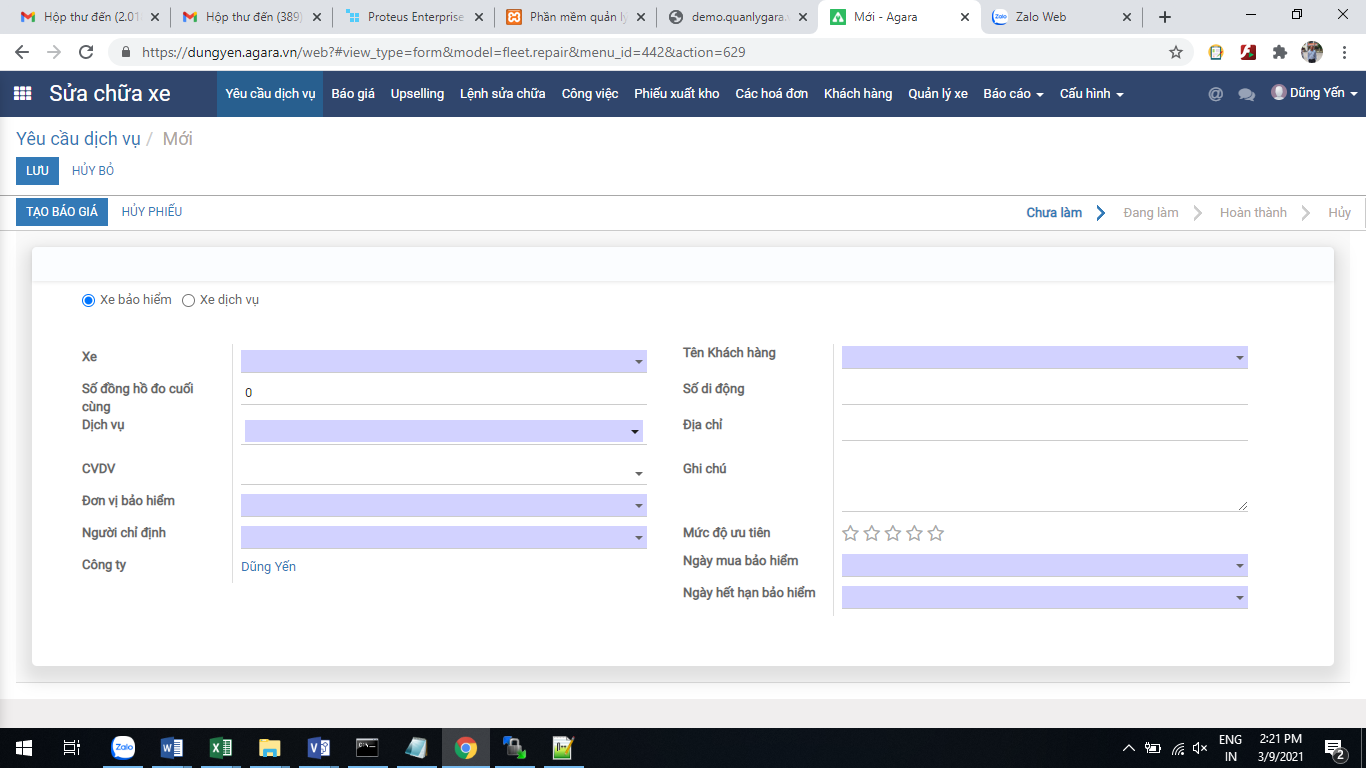 Hộp thư đến (2.01
Hộp thư đến (389)
Proteus Enterprise
Phần mềm quản lý
demo.quanlygara.
Mới - Agara
Zalo Web
https://dungyen.agara.vn/web?#view_type=form&model=fleet.repair&menu_id=442&action=629
Sửa chữa xe
Yêu cầu dịch vụ
Báo giá
Upselling
Lệnh sửa chữa
Công việc
Phiếu xuất kho
Các hoá đơn
Khách hàng
Quản lý xe
Báo cáo
Cấu hình
Dũng Yến
Yêu cầu dịch vụ / Mới
LƯU
HỦY BỎ
TẠO BÁO GIÁ
HỦY PHIẾU
Chưa làm
Đang làm
Hoàn thành
Hủy
Xe bảo hiểm
Xe dịch vụ
Xe
Số đồng hồ đo cuối
cùng
0
Dịch vụ
CVDV
Đơn vị bảo hiểm
Người chỉ định
Công ty
Dũng Yến
Tên Khách hàng
Số di động
Địa chỉ
Ghi chú
Mức độ ưu tiên
Ngày mua bảo hiểm
Ngày hết hạn bảo hiểm
Zalo
ENG
IN
2:21 PM
3/9/2021
2